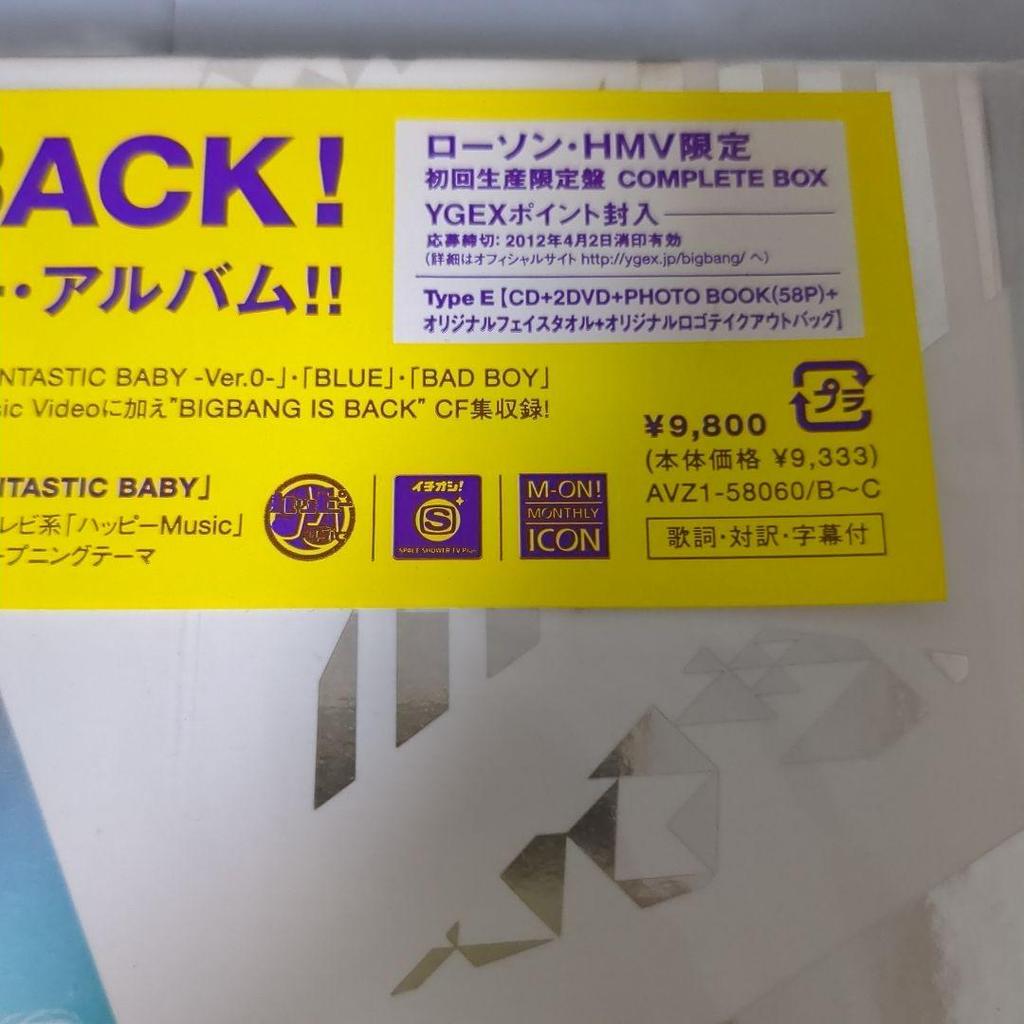 BACK!
・アルバム!!
ローソン・HMV限定
初回生産限定盤 COMPLETE BOX
YGEXポイント封入
応募締切: 2012年4月2日消印有効
(詳細はオフィシャルサイト http://ygex.jp/bigbang/ へ)
Type E【CD+2DVD+PHOTO BOOK(58P)+
オリジナルフェイスタオル+オリジナルロゴテイクアウトバッグ】
NTASTIC BABY -Ver.0-」・「BLUE」・「BAD BOY」
sic Videoに加え"BIGBANG IS BACK" CF集収録!
プラ
¥9,800
(本体価格 ¥9,333)
AVZ1-58060/B〜C
歌詞・対訳・字幕付
NTASTIC BABY」
レビ系「ハッピーMusic」
ープニングテーマ
イチオシ!
S
SPACE SHOWER TV Plus
M-ON!
MONTHLY
ICON